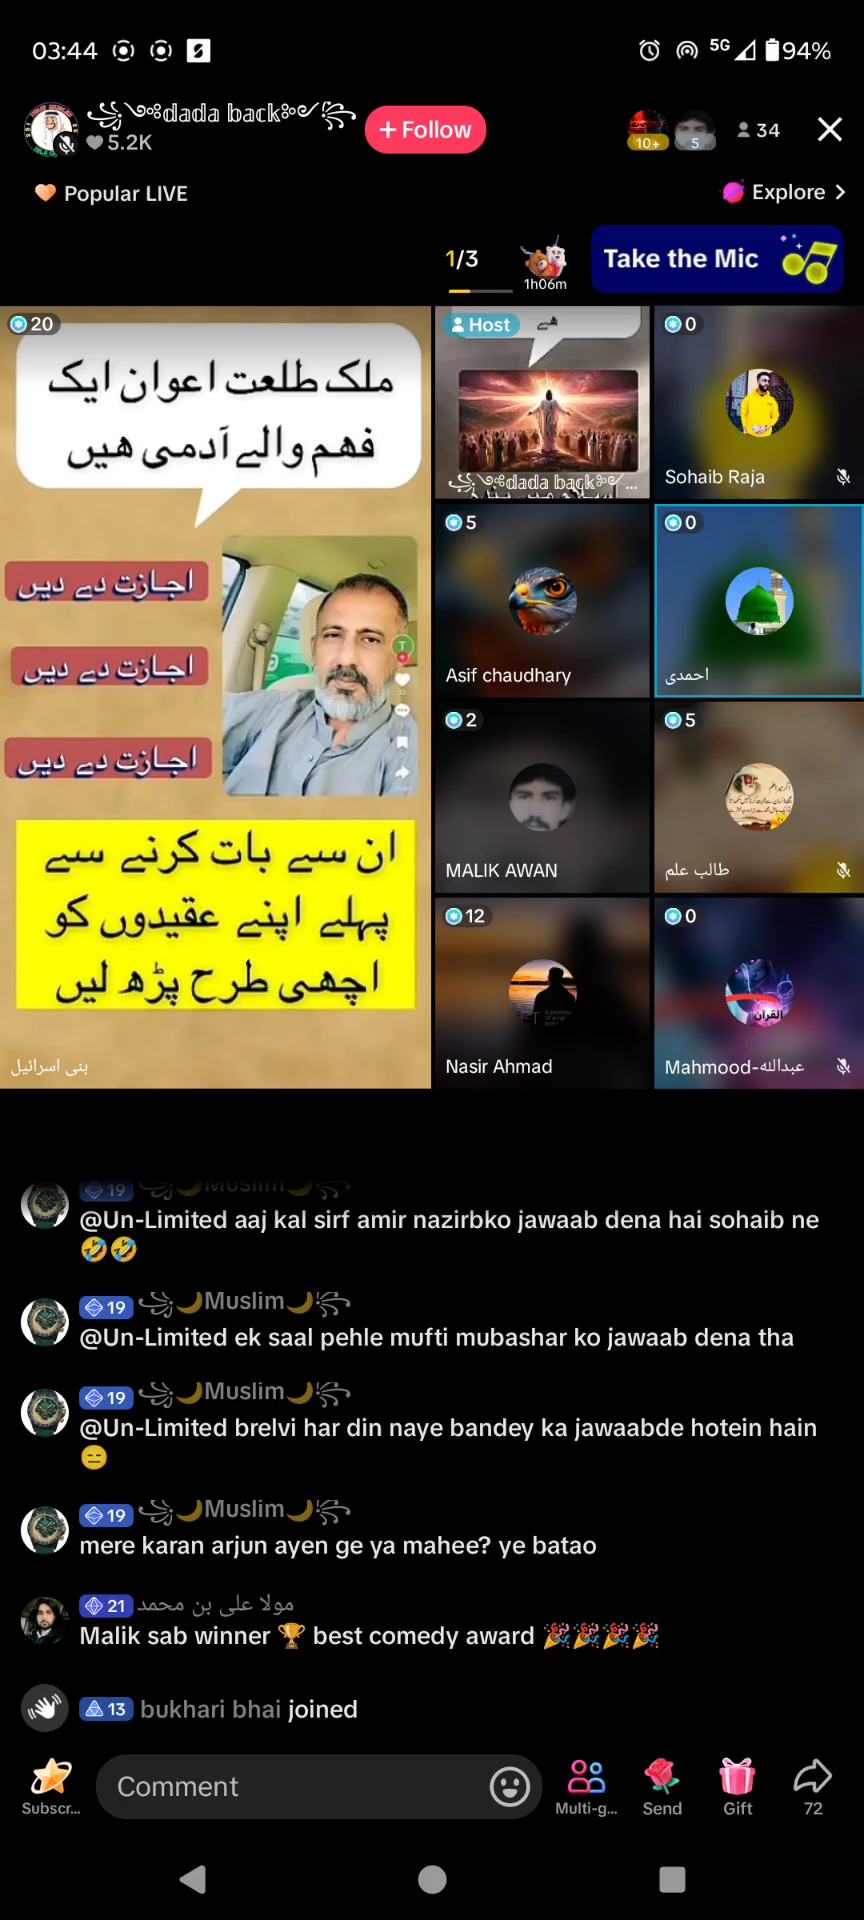 03:44
5G
94%
dada back
5.2K
+ Follow
10+
5
34
Popular LIVE
Explore >
1/3
1h06m
Take the Mic
20
ملک طلعت اعوان ایک
فہم والے آدمی ھیں
اجازت دے دیں
اجازت دے دیں
اجازت دے دیں
ان سے بات کرنے سے
پہلے اپنے عقیدوں کو
اچھی طرح پڑھ لیں
بنی اسرائیل
Host
ھے
dada back ...
0
Sohaib Raja
5
Asif chaudhary
0
احمدی
2
MALIK AWAN
5
طالب علم
12
Nasir Ahmad
0
القرآن
Mahmood-عبدالله
19 Muslim
@Un-Limited aaj kal sirf amir nazirbko jawaab dena hai sohaib ne
🤣🤣
19 🌙Muslim🌙
@Un-Limited ek saal pehle mufti mubashar ko jawaab dena tha
19 🌙Muslim🌙
@Un-Limited brelvi har din naye bandey ka jawaabde hotein hain
😑
19 🌙Muslim🌙
mere karan arjun ayen ge ya mahee? ye batao
21 مولا علی بن محمد
Malik sab winner 🏆 best comedy award 🎉🎉🎉🎉
13 bukhari bhai joined
Comment
Subscr...
Multi-g...
Send
Gift
72